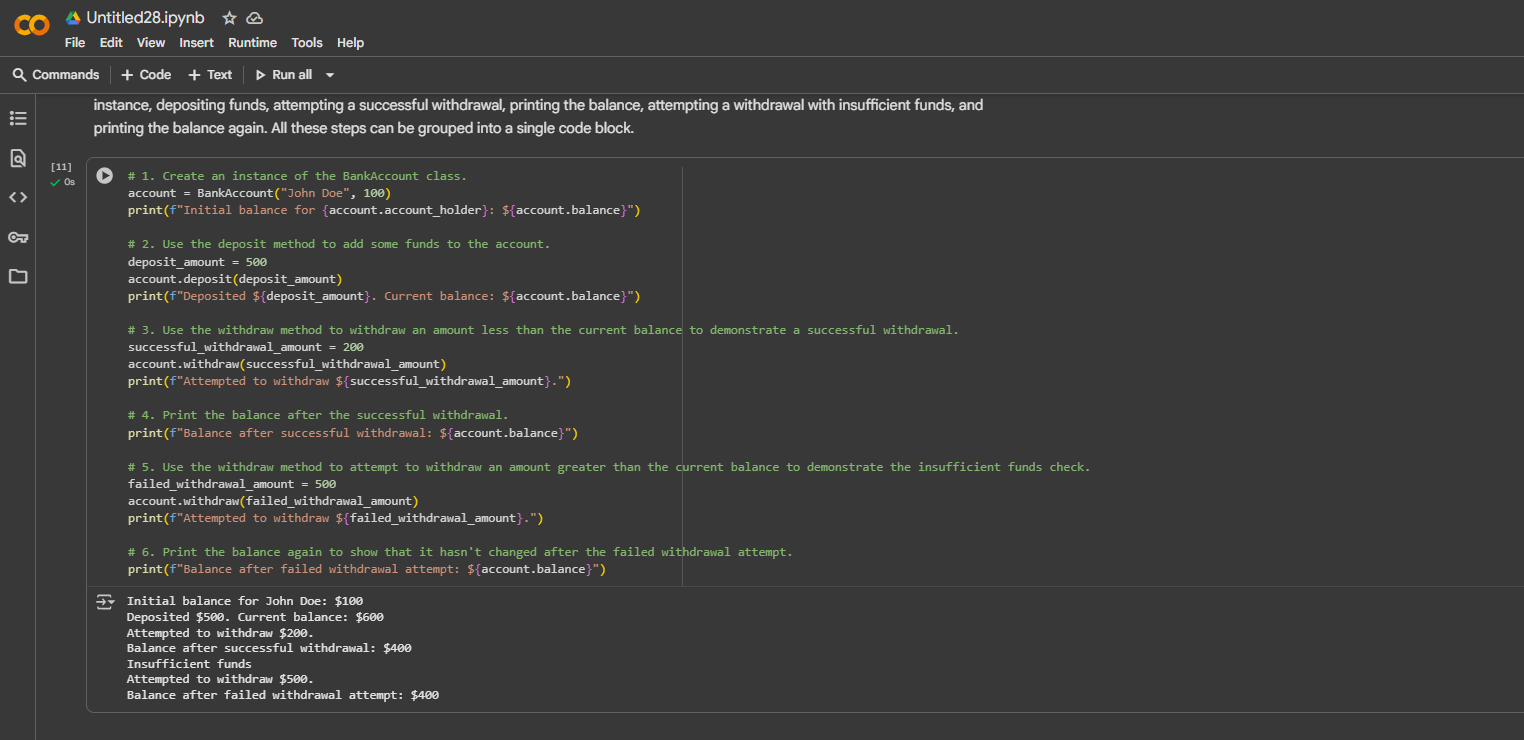 Untitled28.ipynb
File Edit View Insert Runtime Tools Help
Commands + Code + Text Run all
instance, depositing funds, attempting a successful withdrawal, printing the balance, attempting a withdrawal with insufficient funds, and
printing the balance again. All these steps can be grouped into a single code block.
[11]
0s
# 1. Create an instance of the BankAccount class.
account = BankAccount("John Doe", 100)
print(f"Initial balance for {account.account_holder}: ${account.balance}")
# 2. Use the deposit method to add some funds to the account.
deposit_amount = 500
account.deposit(deposit_amount)
print(f"Deposited ${deposit_amount}. Current balance: ${account.balance}")
# 3. Use the withdraw method to withdraw an amount less than the current balance to demonstrate a successful withdrawal.
successful_withdrawal_amount = 200
account.withdraw(successful_withdrawal_amount)
print(f"Attempted to withdraw ${successful_withdrawal_amount}.")
# 4. Print the balance after the successful withdrawal.
print(f"Balance after successful withdrawal: ${account.balance}")
# 5. Use the withdraw method to attempt to withdraw an amount greater than the current balance to demonstrate the insufficient funds check.
failed_withdrawal_amount = 500
account.withdraw(failed_withdrawal_amount)
print(f"Attempted to withdraw ${failed_withdrawal_amount}.")
# 6. Print the balance again to show that it hasn't changed after the failed withdrawal attempt.
print(f"Balance after failed withdrawal attempt: ${account.balance}")
Initial balance for John Doe: $100
Deposited $500. Current balance: $600
Attempted to withdraw $200.
Balance after successful withdrawal: $400
Insufficient funds
Attempted to withdraw $500.
Balance after failed withdrawal attempt: $400